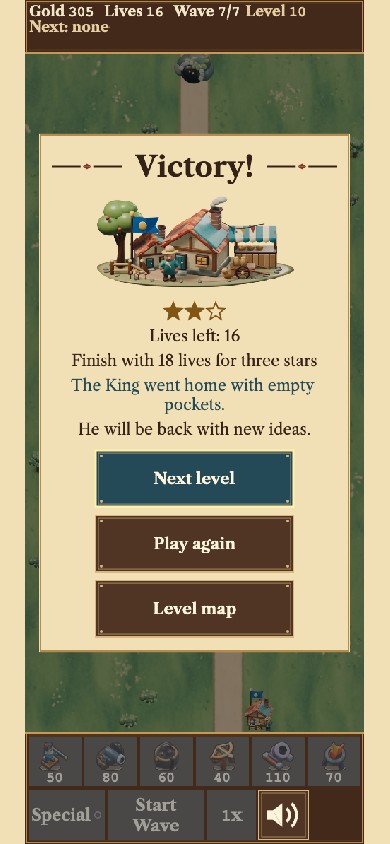 Gold 305 Lives 16 Wave 7/7 Level 10
Next: none
Victory!
Lives left: 16
Finish with 18 lives for three stars
The King went home with empty
pockets.
He will be back with new ideas.
Next level
Play again
Level map
50 80 60 40 110 70
Special
Start
Wave
1x